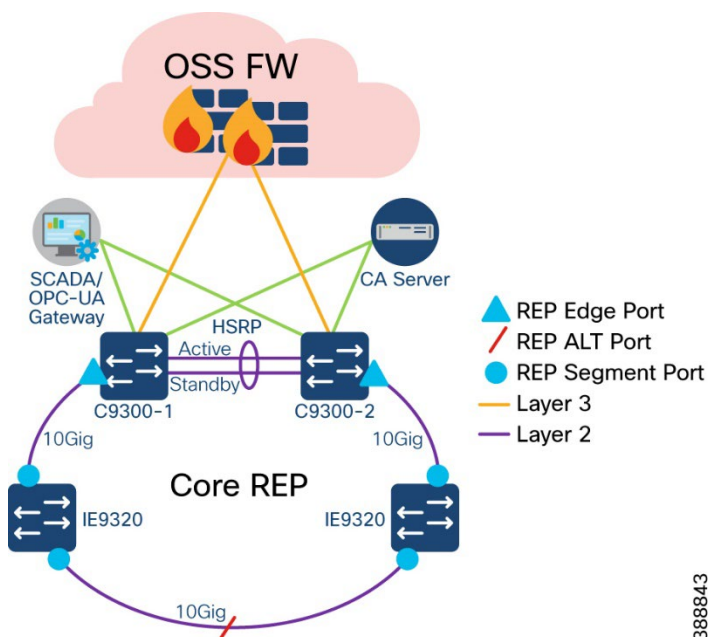 OSS FW
SCADA/
OPC-UA
Gateway
CA Server
HSRP
Active
Standby
C9300-1
C9300-2
10Gig
10Gig
Core REP
IE9320
IE9320
10Gig
REP Edge Port
REP ALT Port
REP Segment Port
Layer 3
Layer 2
388843